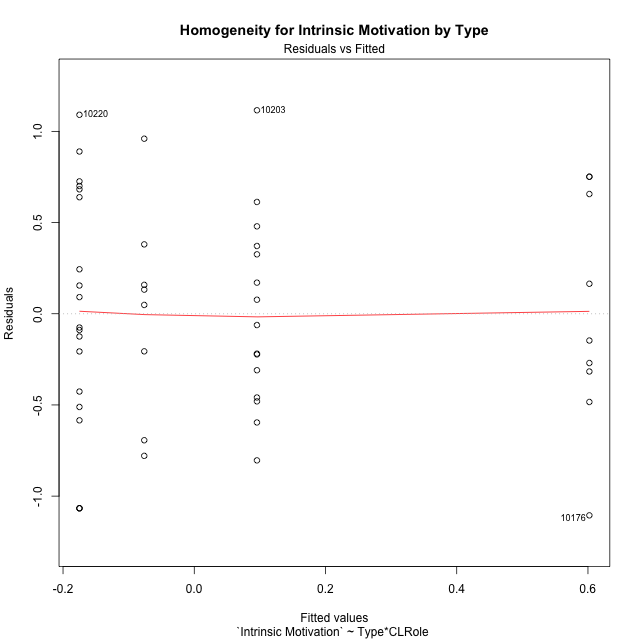 Homogeneity for Intrinsic Motivation by Type
Residuals vs Fitted
10220
10203
1.0
0.5
0.0
-0.5
-1.0
Residuals
10176
-0.2 0.0 0.2 0.4 0.6
Fitted values
`Intrinsic Motivation` ~ Type*CLRole